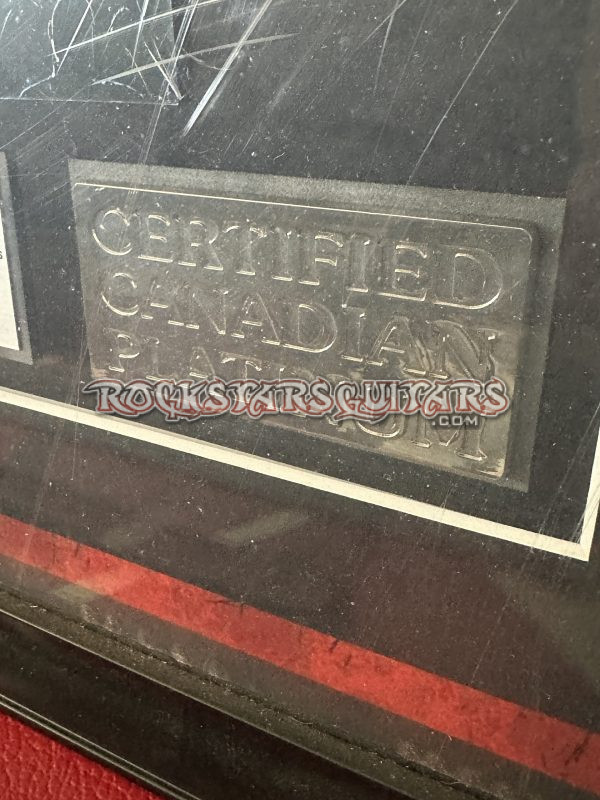 CERTIFIED
CANADIAN
PLATINUM
ROCKSTARSGUITARS
.COM